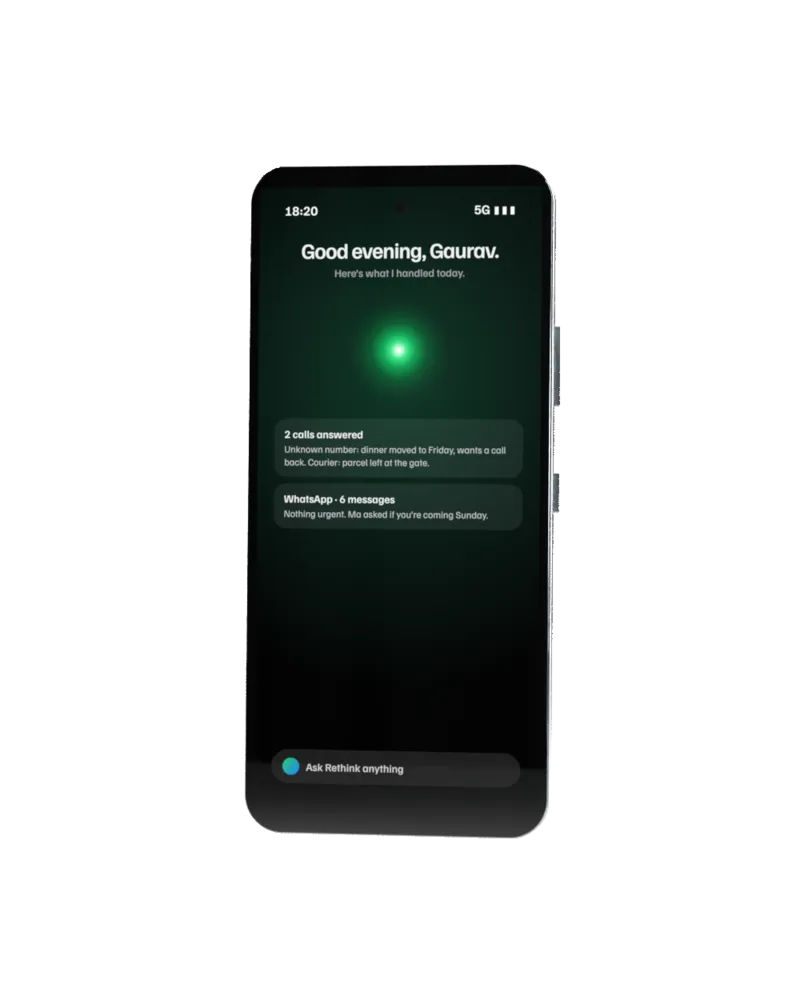 18:20
5G
Good evening, Gaurav.
Here's what I handled today.
2 calls answered
Unknown number: dinner moved to Friday, wants a call
back. Courier: parcel left at the gate.
WhatsApp · 6 messages
Nothing urgent. Ma asked if you're coming Sunday.
Ask Rethink anything